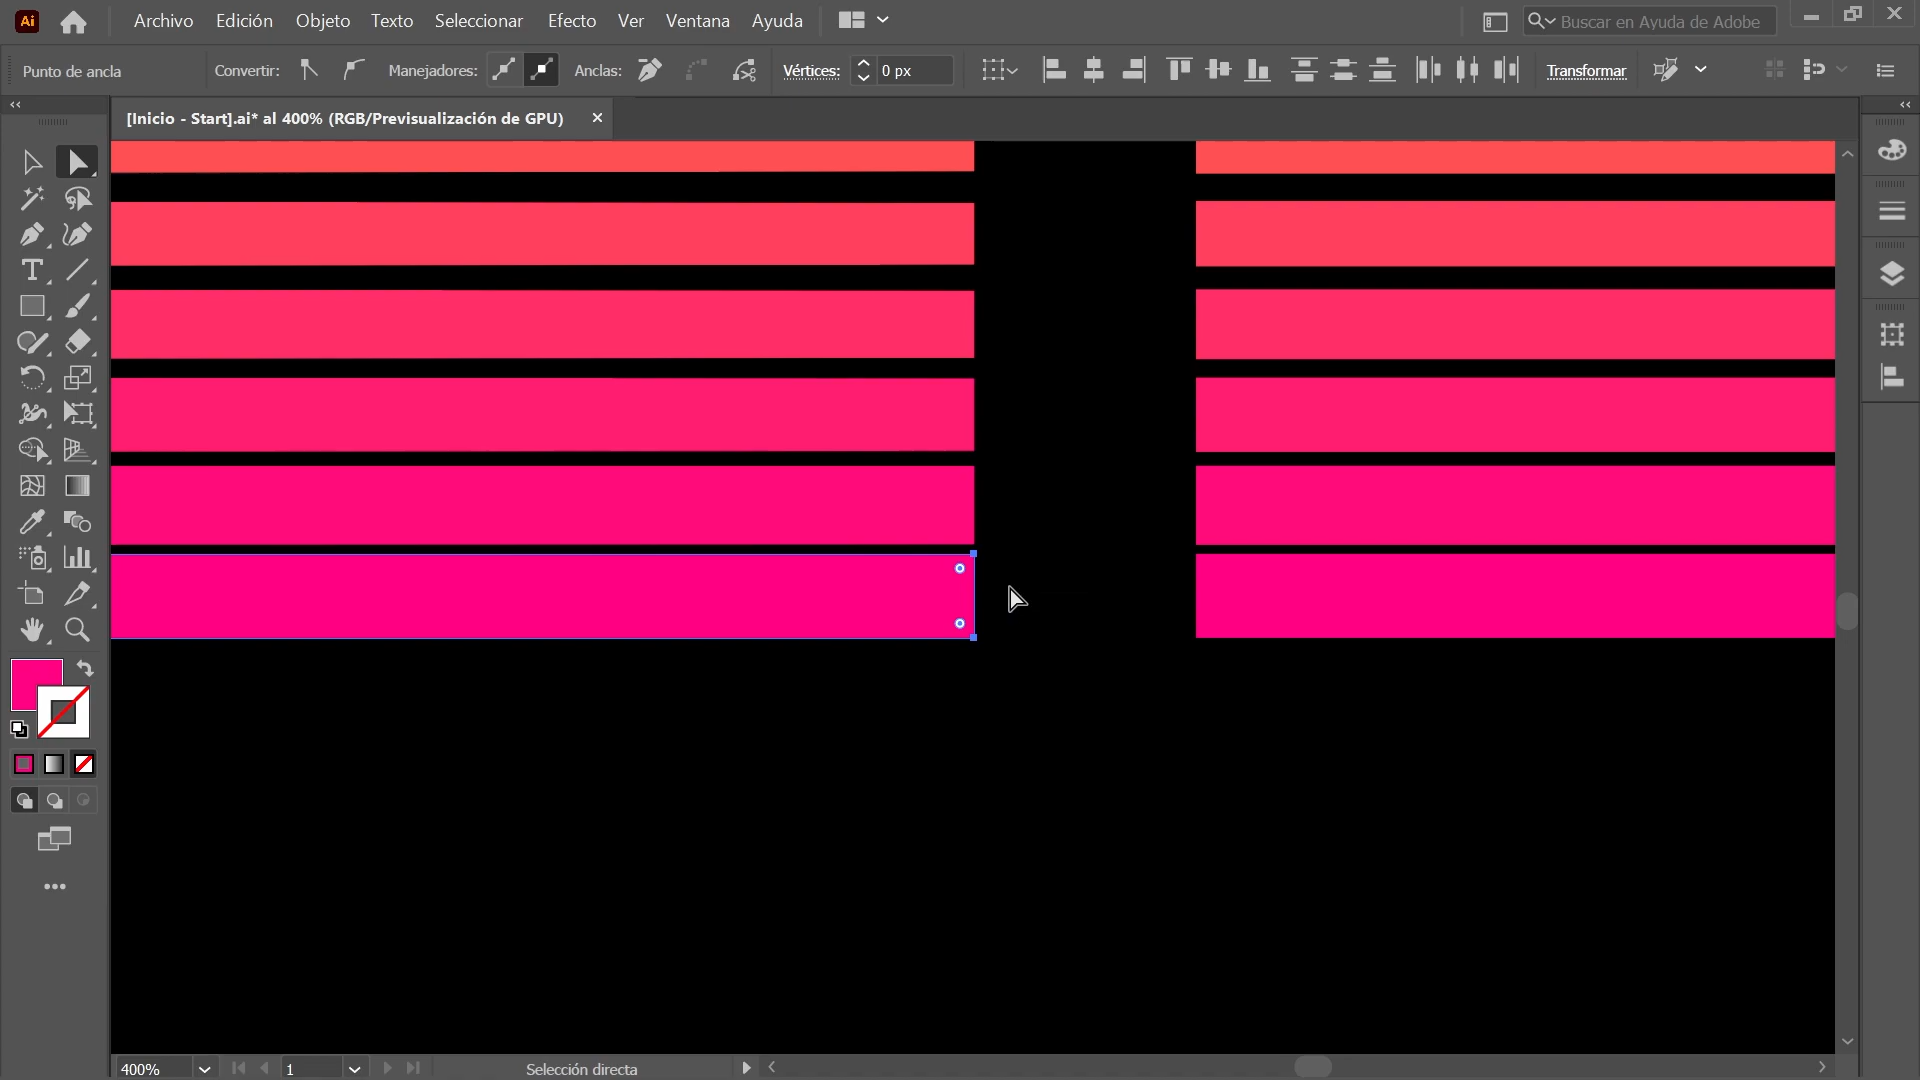 Ai
Archivo Edición Objeto Texto Seleccionar Efecto Ver Ventana Ayuda
Buscar en Ayuda de Adobe
Punto de ancla
Convertir:
Manejadores:
Anclas:
Vértices:
0 px
Transformar
[Inicio - Start].ai* al 400% (RGB/Previsualización de GPU)
400%
1
Selección directa